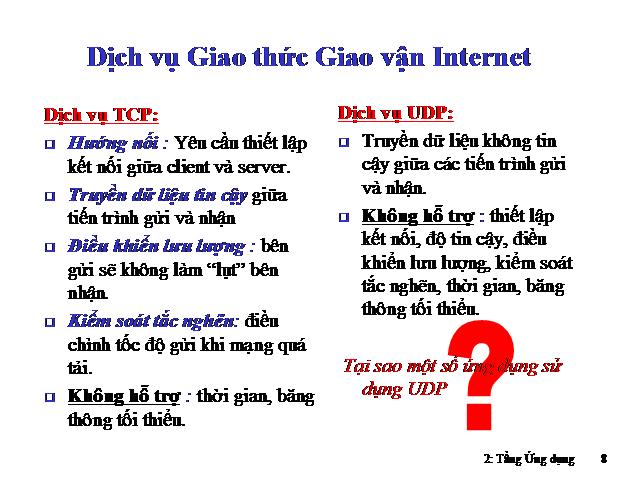 Dịch vụ Giao thức Giao vận Internet
Dịch vụ TCP:
Hướng nối : Yêu cầu thiết lập
kết nối giữa client và server.
Truyền dữ liệu tin cậy giữa
tiến trình gửi và nhận
Điều khiển lưu lượng : bên
gửi sẽ không làm “lụt” bên
nhận.
Kiểm soát tắc nghẽn: điều
chỉnh tốc độ gửi khi mạng quá
tải.
Không hỗ trợ : thời gian, băng
thông tối thiểu.
Dịch vụ UDP:
Truyền dữ liệu không tin
cậy giữa các tiến trình gửi
và nhận.
Không hỗ trợ : thiết lập
kết nối, độ tin cậy, điều
khiển lưu lượng, kiểm soát
tắc nghẽn, thời gian, băng
thông tối thiểu.
?
Tại sao một số ứng dụng sử
dụng UDP
2: Tầng Ứng dụng 8